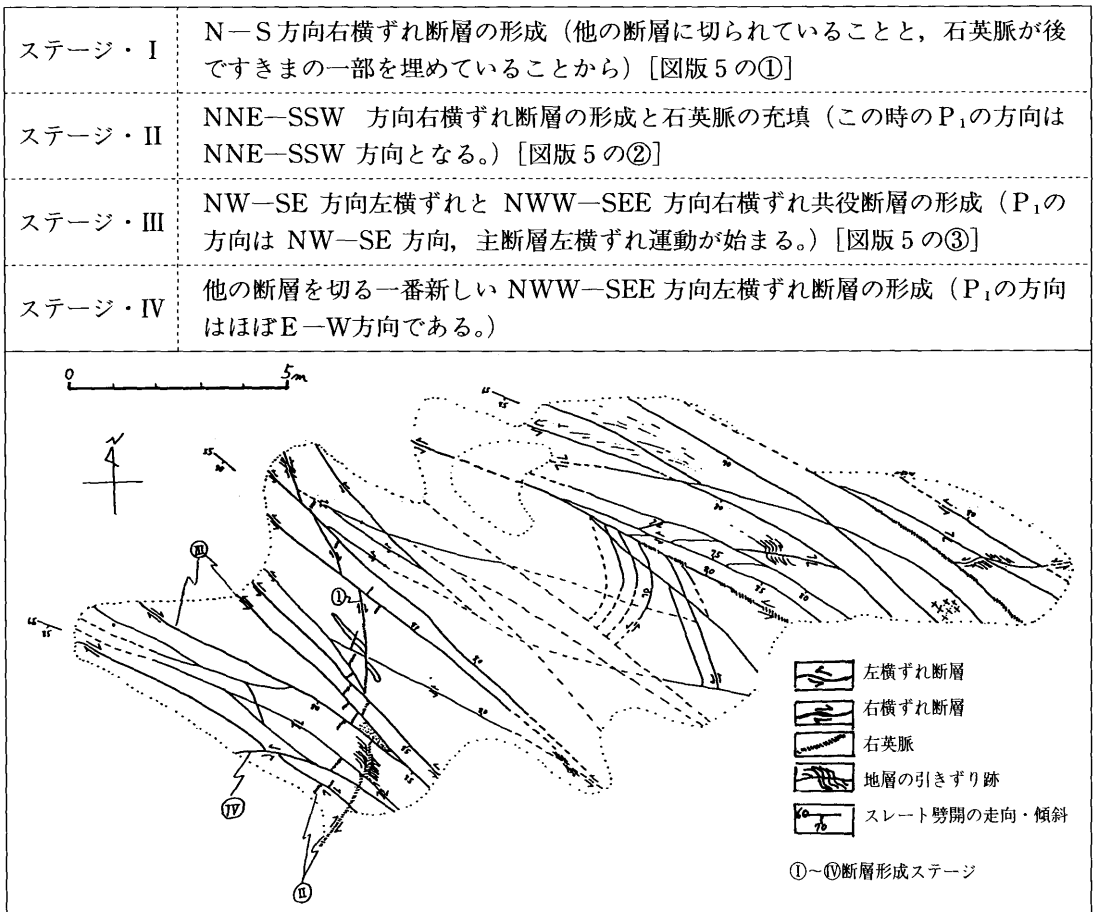 ステージ・I
N—S方向右横ずれ断層の形成（他の断層に切られていることと，石英脈が後
ですきまの一部を埋めていることから）［図版5の①］
ステージ・II
NNE—SSW 方向右横ずれ断層の形成と石英脈の充填（この時のP₁の方向は
NNE—SSW 方向となる。）［図版5の②］
ステージ・III
NW—SE 方向左横ずれと NWW—SEE 方向右横ずれ共役断層の形成（P₁の
方向は NW—SE 方向，主断層左横ずれ運動が始まる。）［図版5の③］
ステージ・IV
他の断層を切る一番新しい NWW—SEE 方向左横ずれ断層の形成（P₁の方向
はほぼE—W方向である。）
0 5m
N
III
I
IV
II
左横ずれ断層
右横ずれ断層
右英脈
地層の引きずり跡
60 70 スレート劈開の走向・傾斜
Ⓘ～Ⓘⓥ断層形成ステージ